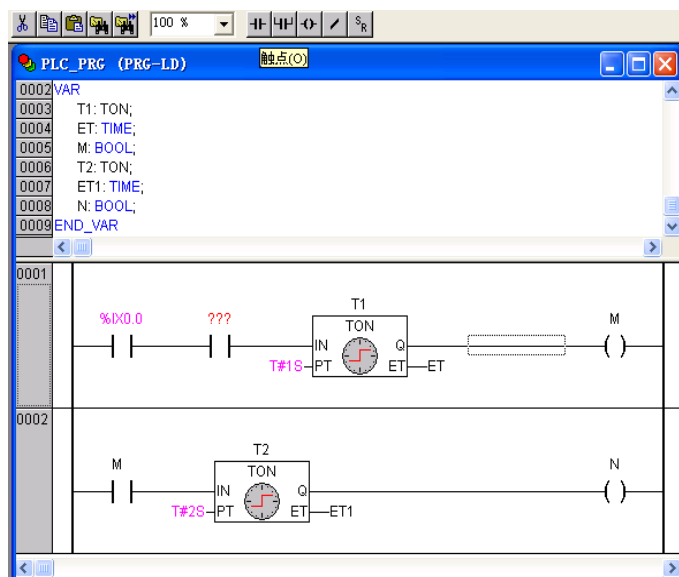 100 %
S R
PLC_PRG (PRG-LD)
触点(O)
0002 VAR
0003 T1: TON;
0004 ET: TIME;
0005 M: BOOL;
0006 T2: TON;
0007 ET1: TIME;
0008 N: BOOL;
0009 END_VAR
0001
T1
%IX0.0 ??? TON M
IN Q
T#1S PT ET ET
0002
T2
M TON N
IN Q
T#2S PT ET ET1